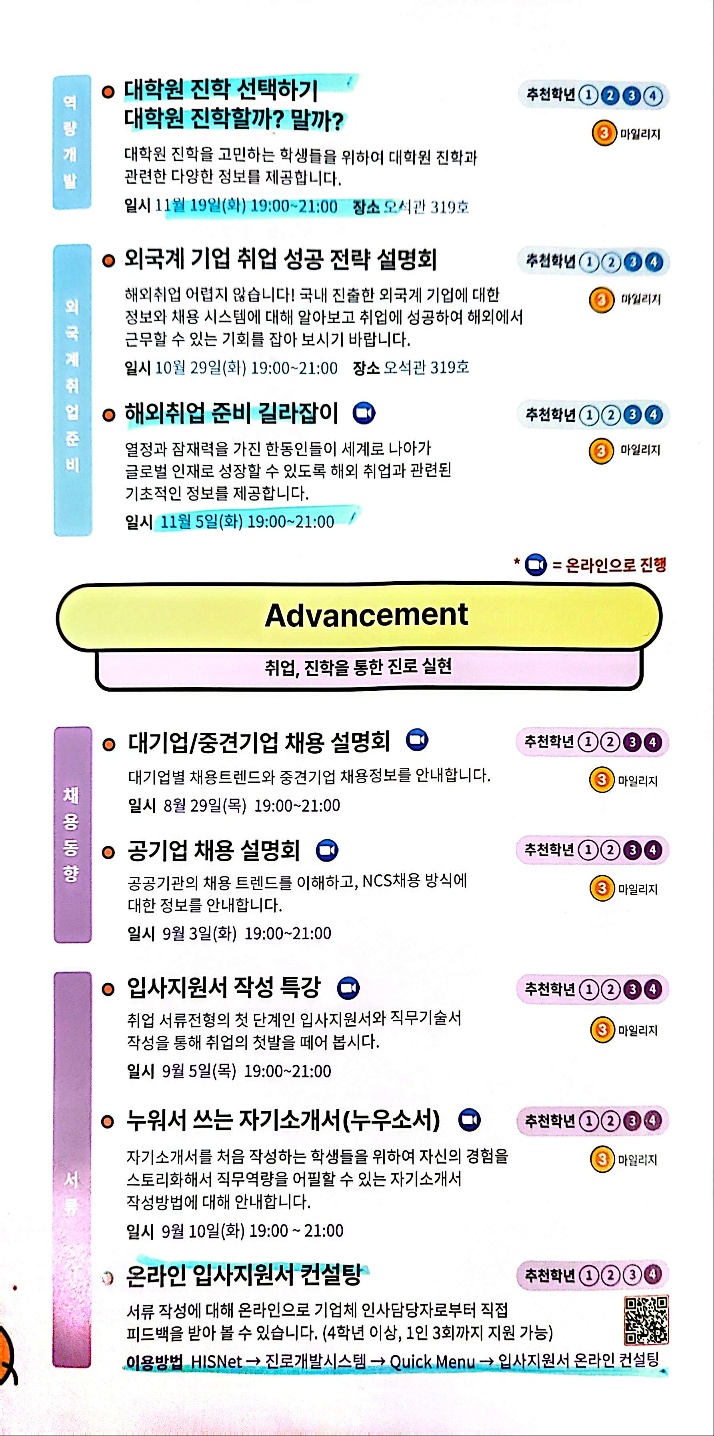 역량개발
대학원 진학 선택하기
대학원 진학할까? 말까?
추천학년 ① ② ③ ④
③ 마일리지
대학원 진학을 고민하는 학생들을 위하여 대학원 진학과
관련한 다양한 정보를 제공합니다.
일시 11월 19일(화) 19:00~21:00 장소 오석관 319호
외국계취업준비
외국계 기업 취업 성공 전략 설명회
추천학년 ① ② ③ ④
③ 마일리지
해외취업 어렵지 않습니다! 국내 진출한 외국계 기업에 대한
정보와 채용 시스템에 대해 알아보고 취업에 성공하여 해외에서
근무할 수 있는 기회를 잡아 보시기 바랍니다.
일시 10월 29일(화) 19:00~21:00 장소 오석관 319호
해외취업 준비 길라잡이
추천학년 ① ② ③ ④
③ 마일리지
열정과 잠재력을 가진 한동인들이 세계로 나아가
글로벌 인재로 성장할 수 있도록 해외 취업과 관련된
기초적인 정보를 제공합니다.
일시 11월 5일(화) 19:00~21:00
* = 온라인으로 진행
Advancement
취업, 진학을 통한 진로 실현
채용동향
대기업/중견기업 채용 설명회
추천학년 ① ② ③ ④
③ 마일리지
대기업별 채용트렌드와 중견기업 채용정보를 안내합니다.
일시 8월 29일(목) 19:00~21:00
공기업 채용 설명회
추천학년 ① ② ③ ④
③ 마일리지
공공기관의 채용 트렌드를 이해하고, NCS채용 방식에
대한 정보를 안내합니다.
일시 9월 3일(화) 19:00~21:00
서류
입사지원서 작성 특강
추천학년 ① ② ③ ④
③ 마일리지
취업 서류전형의 첫 단계인 입사지원서와 직무기술서
작성을 통해 취업의 첫발을 떼어 봅시다.
일시 9월 5일(목) 19:00~21:00
누워서 쓰는 자기소개서(누우소서)
추천학년 ① ② ③ ④
③ 마일리지
자기소개서를 처음 작성하는 학생들을 위하여 자신의 경험을
스토리화해서 직무역량을 어필할 수 있는 자기소개서
작성방법에 대해 안내합니다.
일시 9월 10일(화) 19:00 ~ 21:00
온라인 입사지원서 컨설팅
추천학년 ① ② ③ ④
서류 작성에 대해 온라인으로 기업체 인사담당자로부터 직접
피드백을 받아 볼 수 있습니다. (4학년 이상, 1인 3회까지 지원 가능)
이용방법 HISNet → 진로개발시스템 → Quick Menu → 입사지원서 온라인 컨설팅